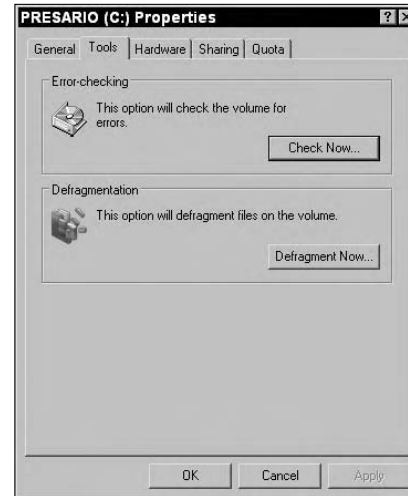 PRESARIO (C:) Properties
General Tools Hardware Sharing Quota
Error-checking
This option will check the volume for
errors.
Check Now...
Defragmentation
This option will defragment files on the volume.
Defragment Now...
OK Cancel Apply